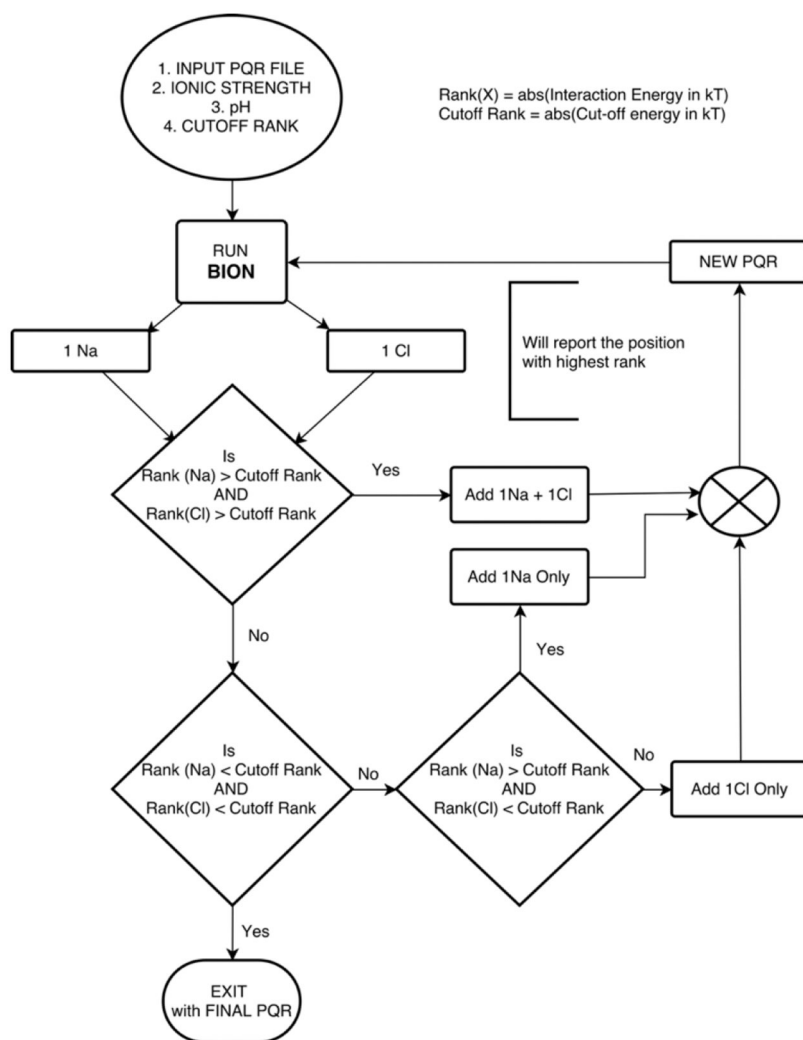 1. INPUT PQR FILE
2. IONIC STRENGTH
3. pH
4. CUTOFF RANK
Rank(X) = abs(Interaction Energy in kT)
Cutoff Rank = abs(Cut-off energy in kT)
RUN
BION
NEW PQR
1 Na
1 Cl
Will report the position
with highest rank
Is
Rank (Na) > Cutoff Rank
AND
Rank(Cl) > Cutoff Rank
Yes
Add 1Na + 1Cl
Add 1Na Only
No
Yes
Is
Rank (Na) < Cutoff Rank
AND
Rank(Cl) < Cutoff Rank
No
Is
Rank (Na) > Cutoff Rank
AND
Rank(Cl) < Cutoff Rank
No
Add 1Cl Only
Yes
EXIT
with FINAL PQR